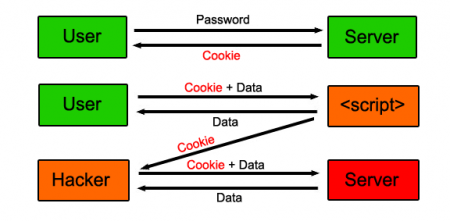 Password
User
Server
Cookie
Cookie + Data
User
<script>
Data
Cookie
Cookie + Data
Hacker
Server
Data